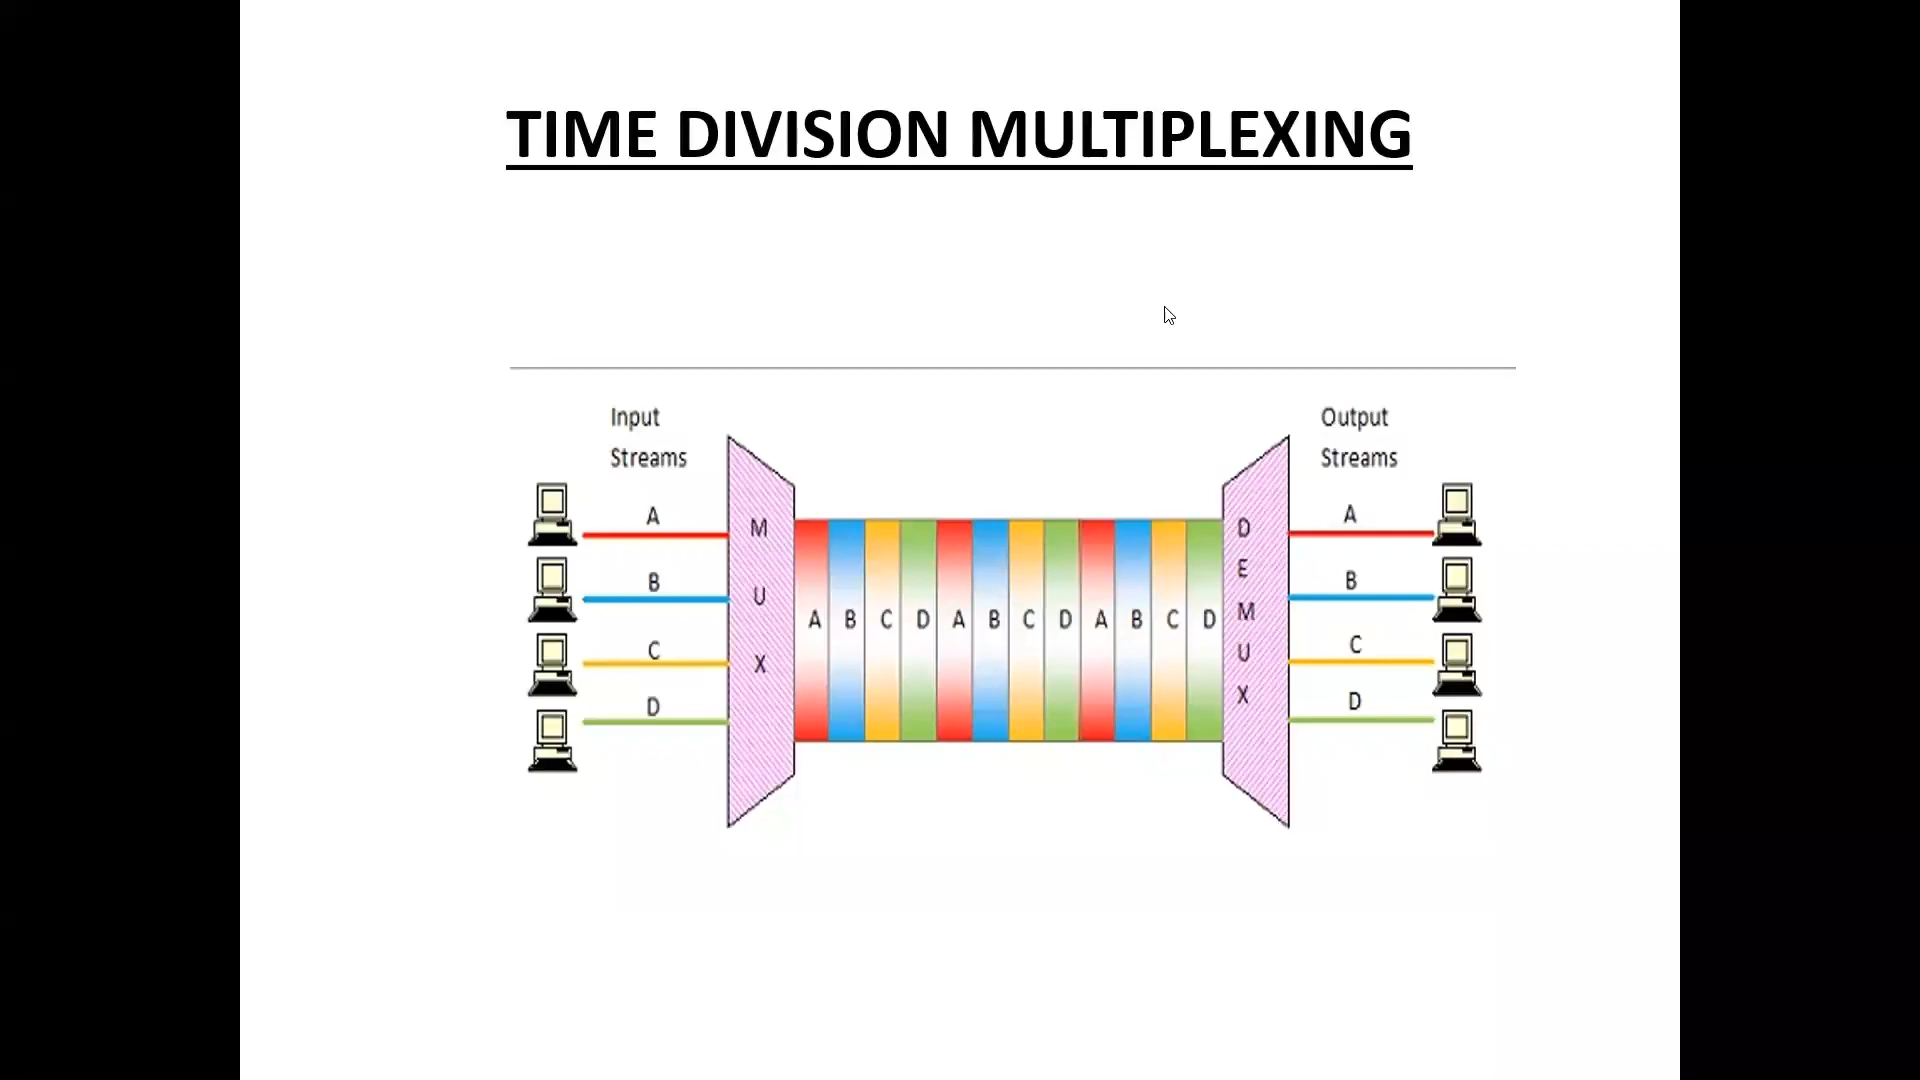 TIME DIVISION MULTIPLEXING
Input
Streams
Output
Streams
A
B
C
D
M
U
X
A B C D A B C D A B C D
D
E
M
U
X
A
B
C
D